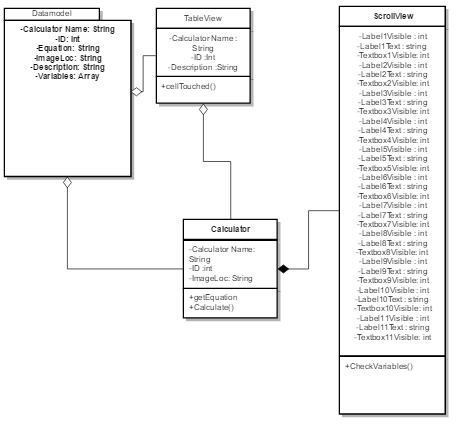 Datamodel
-Calculator Name: String
-ID: Int
-Equation: String
-ImageLoc: String
-Description: String
-Variables: Array
TableView
-Calculator Name :
String
-ID :Int
-Description :String
+cellTouched()
Calculator
-Calculator Name:
String
-ID :int
-ImageLoc: String
+getEquation
+Calculate()
ScrollView
-Label1Visible : int
-Label1Text : string
-Textbox1Visible: int
-Label2Visible : int
-Label2Text : string
-Textbox2Visible: int
-Label3Visible : int
-Label3Text : string
-Textbox3Visible: int
-Label4Visible : int
-Label4Text : string
-Textbox4Visible: int
-Label5Visible : int
-Label5Text : string
-Textbox5Visible: int
-Label6Visible : int
-Label6Text : string
-Textbox6Visible: int
-Label7Visible : int
-Label7Text : string
-Textbox7Visible: int
-Label8Visible : int
-Label8Text : string
-Textbox8Visible: int
-Label9Visible : int
-Label9Text : string
-Textbox9Visible: int
-Label10Visible : int
-Label10Text : string
-Textbox10Visible: int
-Label11Visible : int
-Label11Text : string
-Textbox11Visible: int
+CheckVariables()